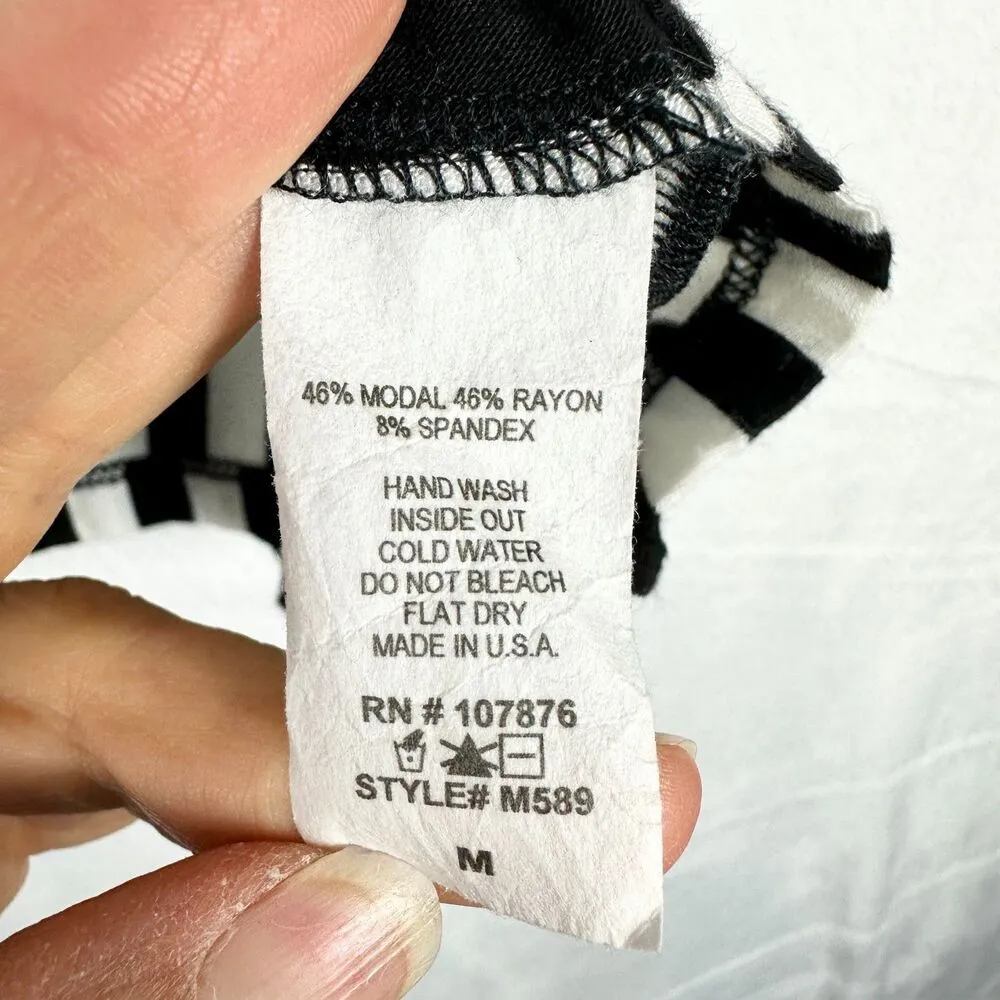 46% MODAL 46% RAYON
8% SPANDEX
HAND WASH
INSIDE OUT
COLD WATER
DO NOT BLEACH
FLAT DRY
MADE IN U.S.A.
RN # 107876
STYLE# M589
M